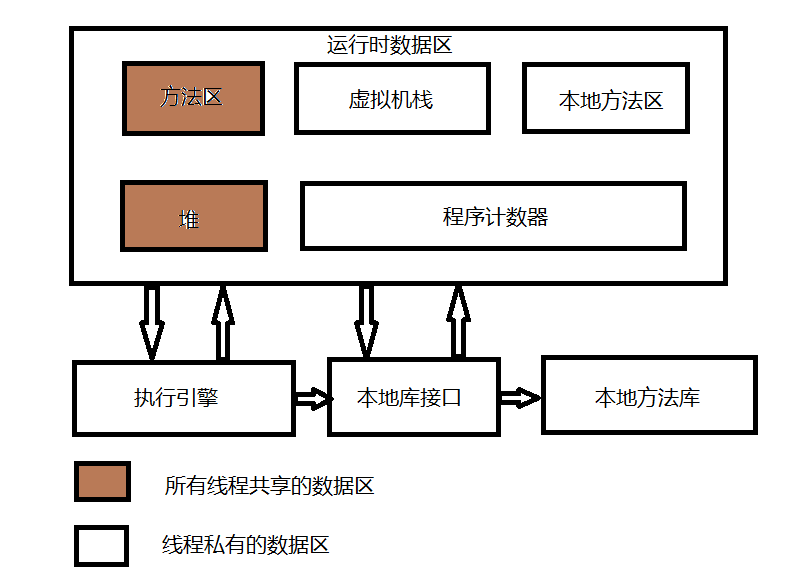 运行时数据区
方法区
虚拟机栈
本地方法区
堆
程序计数器
执行引擎
本地库接口
本地方法库
所有线程共享的数据区
线程私有的数据区